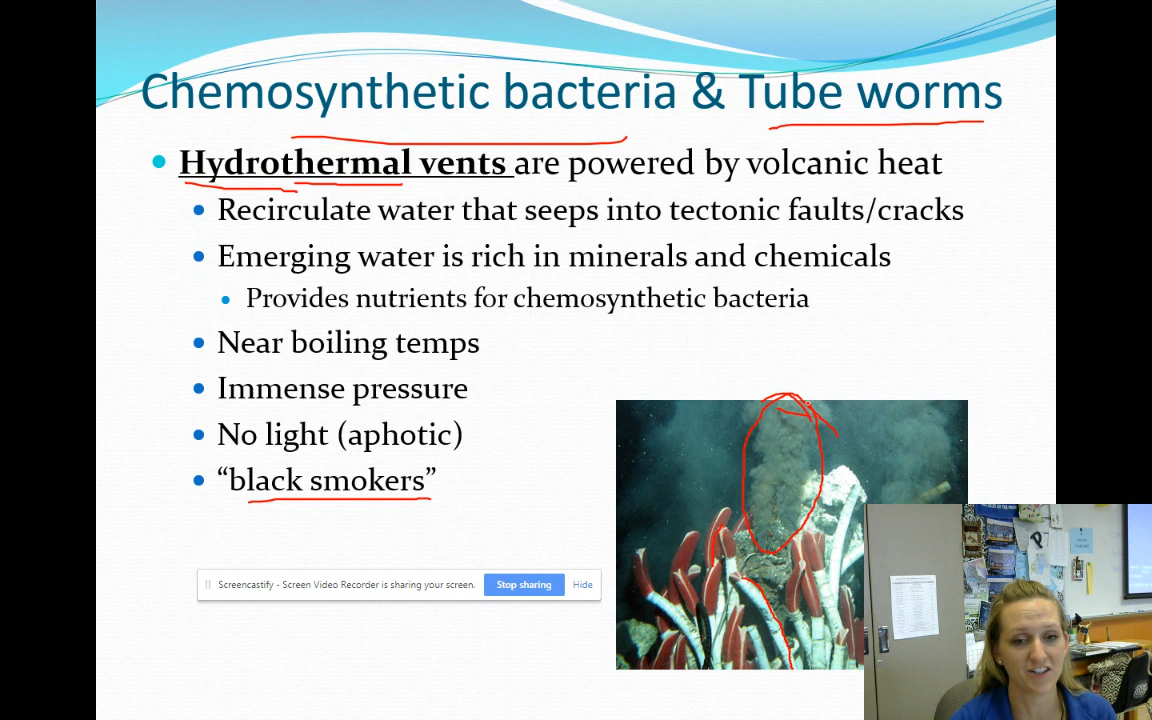 Chemosynthetic bacteria & Tube worms
Hydrothermal vents are powered by volcanic heat
Recirculate water that seeps into tectonic faults/cracks
Emerging water is rich in minerals and chemicals
Provides nutrients for chemosynthetic bacteria
Near boiling temps
Immense pressure
No light (aphotic)
“black smokers”
Screencastify - Screen Video Recorder is sharing your screen.
Stop sharing
Hide
P